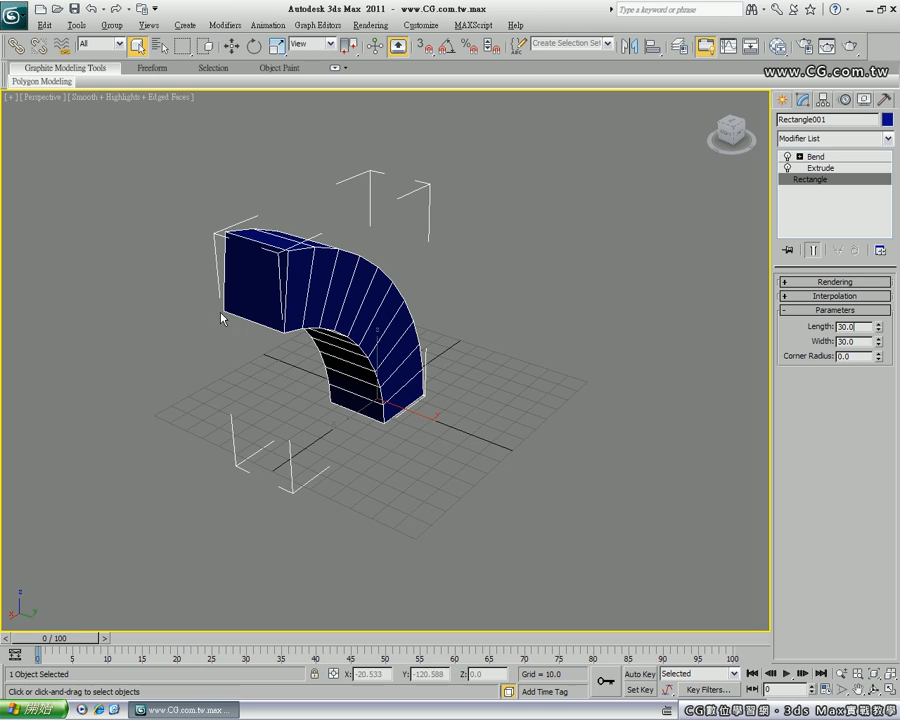 Autodesk 3ds Max 2011 - www.CG.com.tw.max
Type a keyword or phrase
Edit Tools Group Views Create Modifiers Animation Graph Editors Rendering Customize MAXScript Help
All View 3 Create Selection Set
Graphite Modeling Tools Freeform Selection Object Paint
Polygon Modeling
www.CG.com.tw
[ + ] [ Perspective ] [ Smooth + Highlights + Edged Faces ]
Rectangle001
Modifier List
Bend
Extrude
Rectangle
+ Rendering
+ Interpolation
- Parameters
Length: 30.0
Width: 30.0
Corner Radius: 0.0
y
z
x y
< 0 / 100 >
0 5 10 15 20 25 30 35 40 45 50 55 60 65 70 75 80 85 90 95 100
1 Object Selected X: -20.533 Y: -120.588 Z: 0.0 Grid = 10.0 Auto Key Selected
Click or click-and-drag to select objects Add Time Tag Set Key Key Filters... 0
開始 www.CG.com.tw.max ... CG數位學習網・3ds Max實戰教學